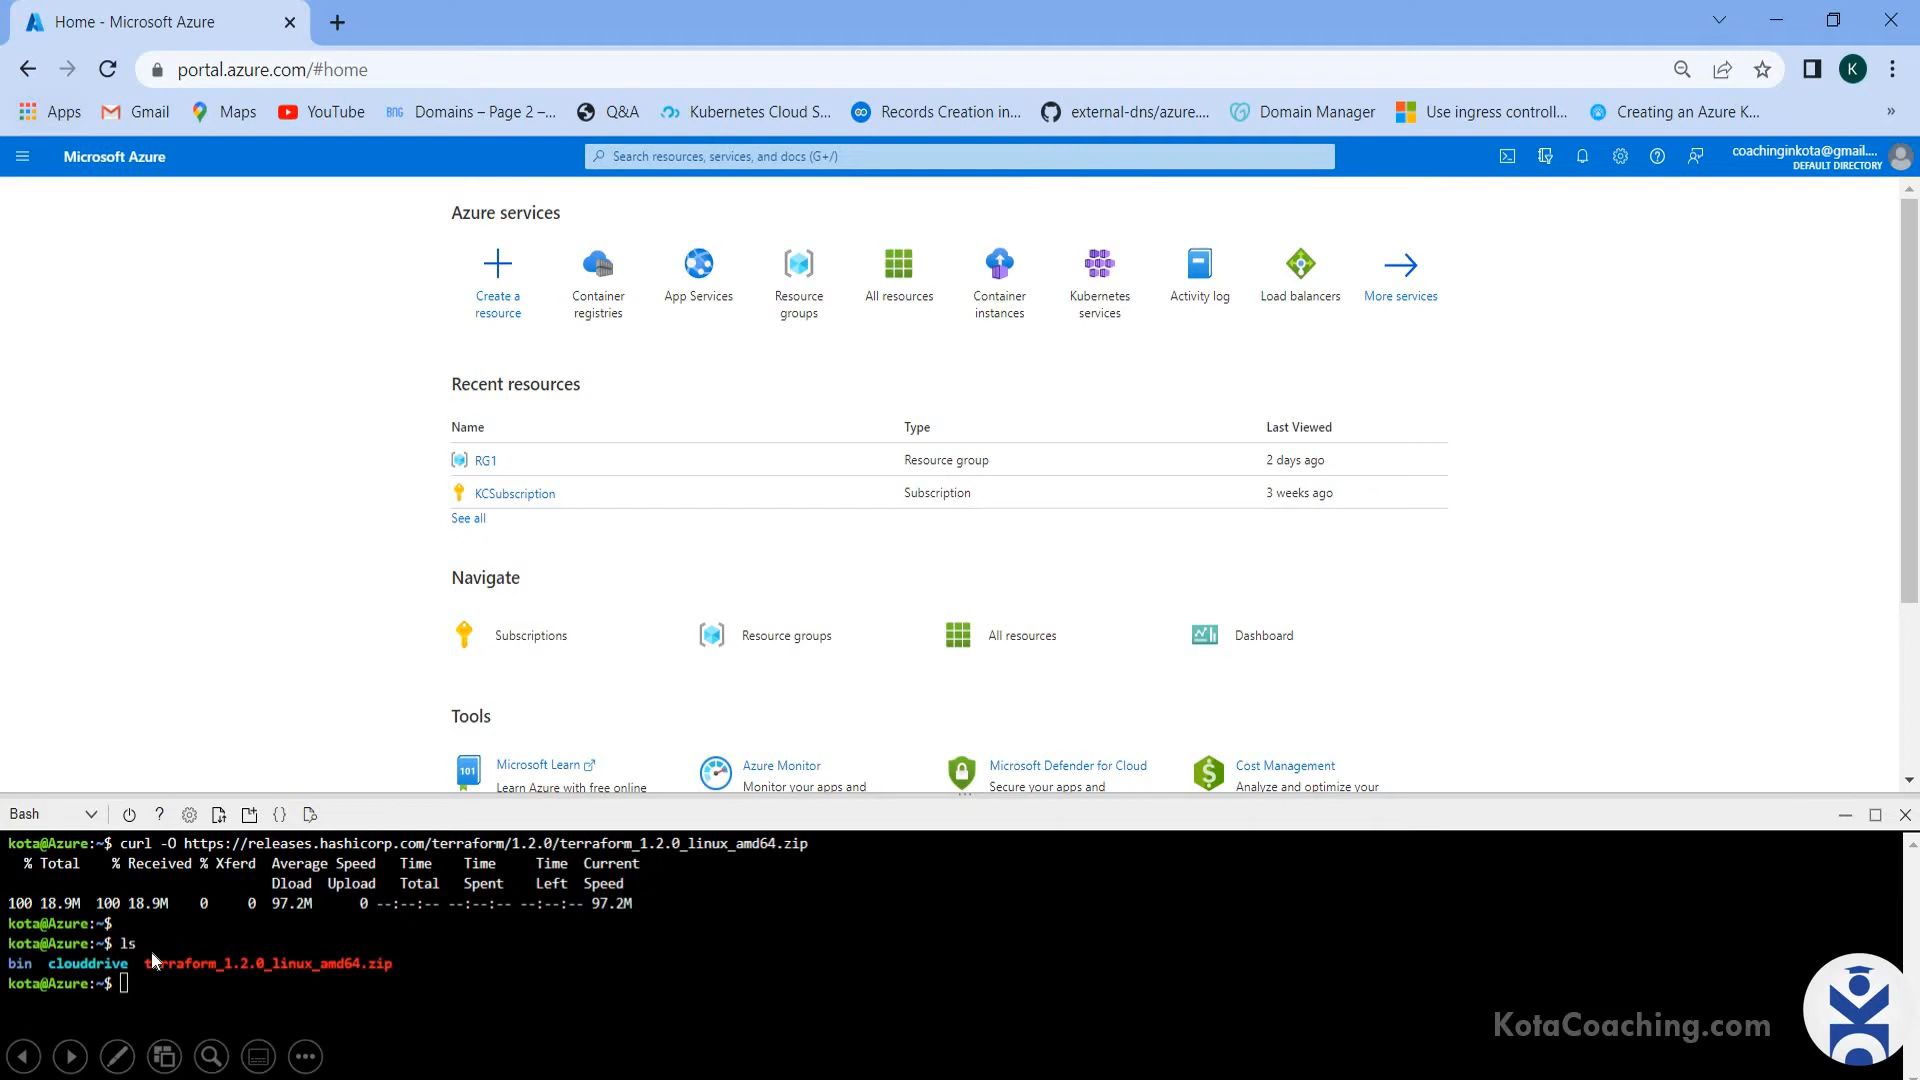 Home - Microsoft Azure
portal.azure.com/#home
K
Apps Gmail Maps YouTube BNG Domains – Page 2 –... Q&A Kubernetes Cloud S... Records Creation in... external-dns/azure.... Domain Manager Use ingress controll... Creating an Azure K... »
Microsoft Azure
Search resources, services, and docs (G+/)
coachinginkota@gmail....
DEFAULT DIRECTORY
Azure services
Create a resource
Container registries
App Services
Resource groups
All resources
Container instances
Kubernetes services
Activity log
Load balancers
More services
Recent resources
Name Type Last Viewed
RG1 Resource group 2 days ago
KCSubscription Subscription 3 weeks ago
See all
Navigate
Subscriptions Resource groups All resources Dashboard
Tools
101
Microsoft Learn
Learn Azure with free online
Azure Monitor
Monitor your apps and
Microsoft Defender for Cloud
Secure your apps and
Cost Management
Analyze and optimize your
Bash ? {}
kota@Azure:~$ curl -O https://releases.hashicorp.com/terraform/1.2.0/terraform_1.2.0_linux_amd64.zip
% Total % Received % Xferd Average Speed Time Time Time Current
Dload Upload Total Spent Left Speed
100 18.9M 100 18.9M 0 0 97.2M 0 --:--:-- --:--:-- --:--:-- 97.2M
kota@Azure:~$
kota@Azure:~$ ls
bin clouddrive terraform_1.2.0_linux_amd64.zip
kota@Azure:~$
KotaCoaching.com